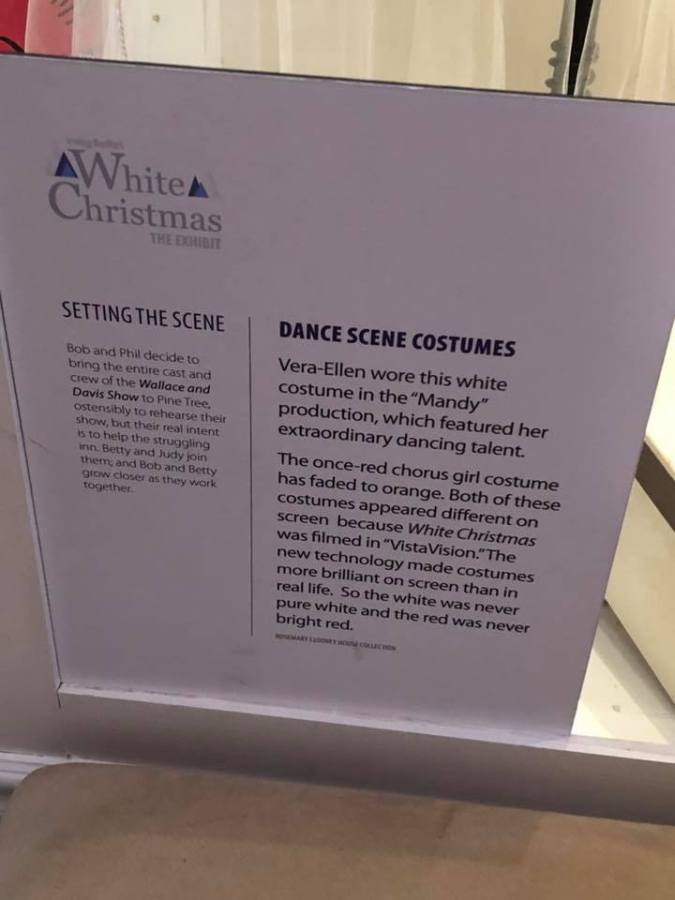 Irving Berlin's
White
Christmas
THE EXHIBIT
SETTING THE SCENE
Bob and Phil decide to
bring the entire cast and
crew of the Wallace and
Davis Show to Pine Tree,
ostensibly to rehearse their
show, but their real intent
is to help the struggling
inn. Betty and Judy join
them; and Bob and Betty
grow closer as they work
together.
DANCE SCENE COSTUMES
Vera-Ellen wore this white
costume in the “Mandy”
production, which featured her
extraordinary dancing talent.
The once-red chorus girl costume
has faded to orange. Both of these
costumes appeared different on
screen because White Christmas
was filmed in “VistaVision.” The
new technology made costumes
more brilliant on screen than in
real life. So the white was never
pure white and the red was never
bright red.
ROSEMARY CLOONEY HOUSE COLLECTION